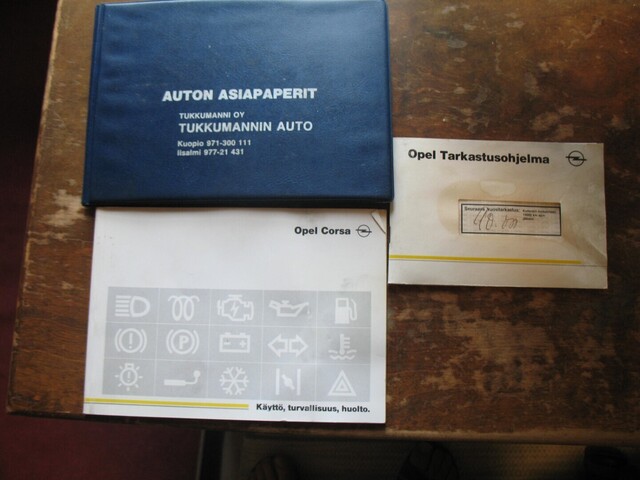 AUTON ASIAPAPERIT
TUKKUMANNI OY
TUKKUMANNIN AUTO
Kuopio 971-300 111
Iisalmi 977-21 431
Opel Tarkastusohjelma
Seuraava
Opel Corsa
Käyttö, turvallisuus, huolto.